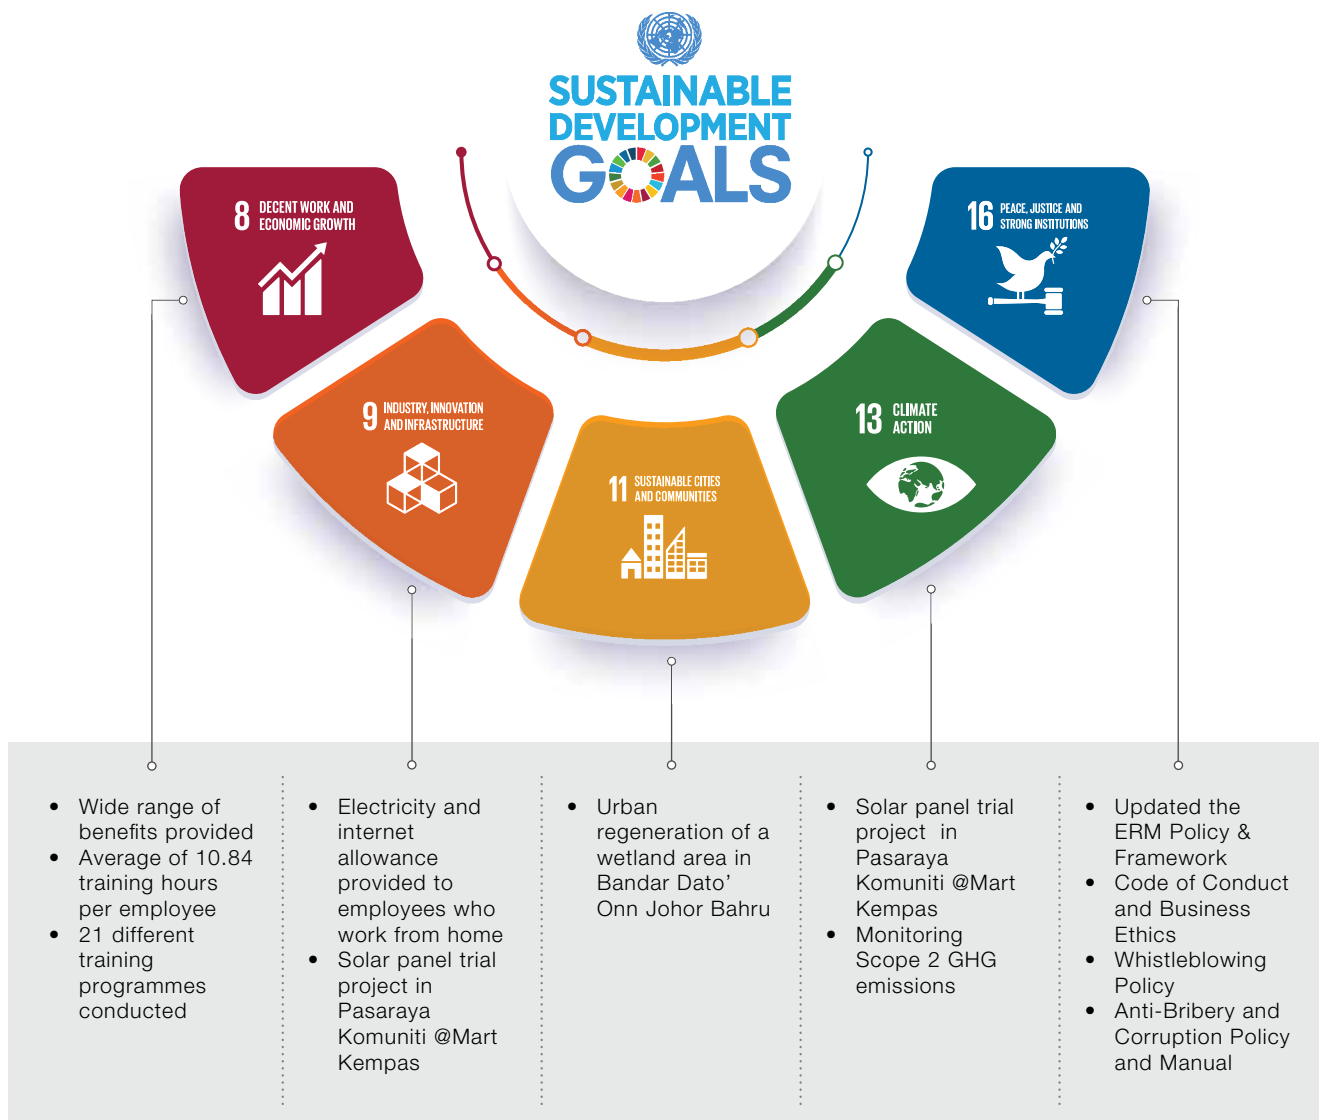 SUSTAINABLE
DEVELOPMENT
GOALS
8 DECENT WORK AND
ECONOMIC GROWTH
9 INDUSTRY, INNOVATION
AND INFRASTRUCTURE
11 SUSTAINABLE CITIES
AND COMMUNITIES
13 CLIMATE
ACTION
16 PEACE, JUSTICE AND
STRONG INSTITUTIONS
• Wide range of
benefits provided
• Average of 10.84
training hours
per employee
• 21 different
training
programmes
conducted
• Electricity and
internet
allowance
provided to
employees who
work from home
• Solar panel trial
project in
Pasaraya
Komuniti @Mart
Kempas
• Urban
regeneration of a
wetland area in
Bandar Dato’
Onn Johor Bahru
• Solar panel trial
project in
Pasaraya
Komuniti @Mart
Kempas
• Monitoring
Scope 2 GHG
emissions
• Updated the
ERM Policy &
Framework
• Code of Conduct
and Business
Ethics
• Whistleblowing
Policy
• Anti-Bribery and
Corruption Policy
and Manual